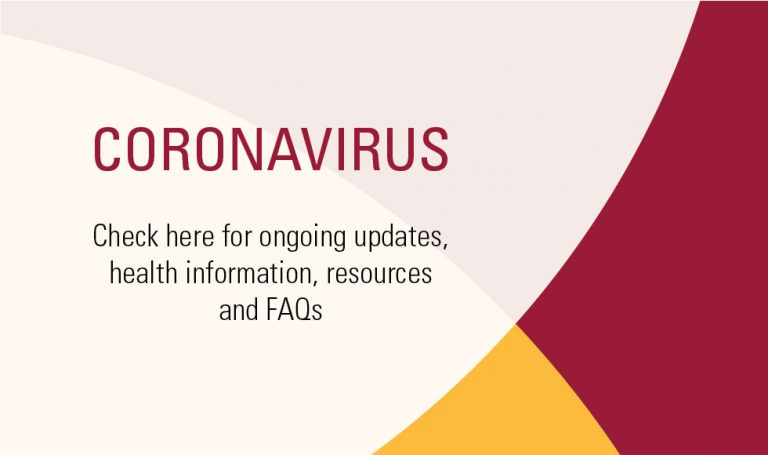 CORONAVIRUS
Check here for ongoing updates,
health information, resources
and FAQs